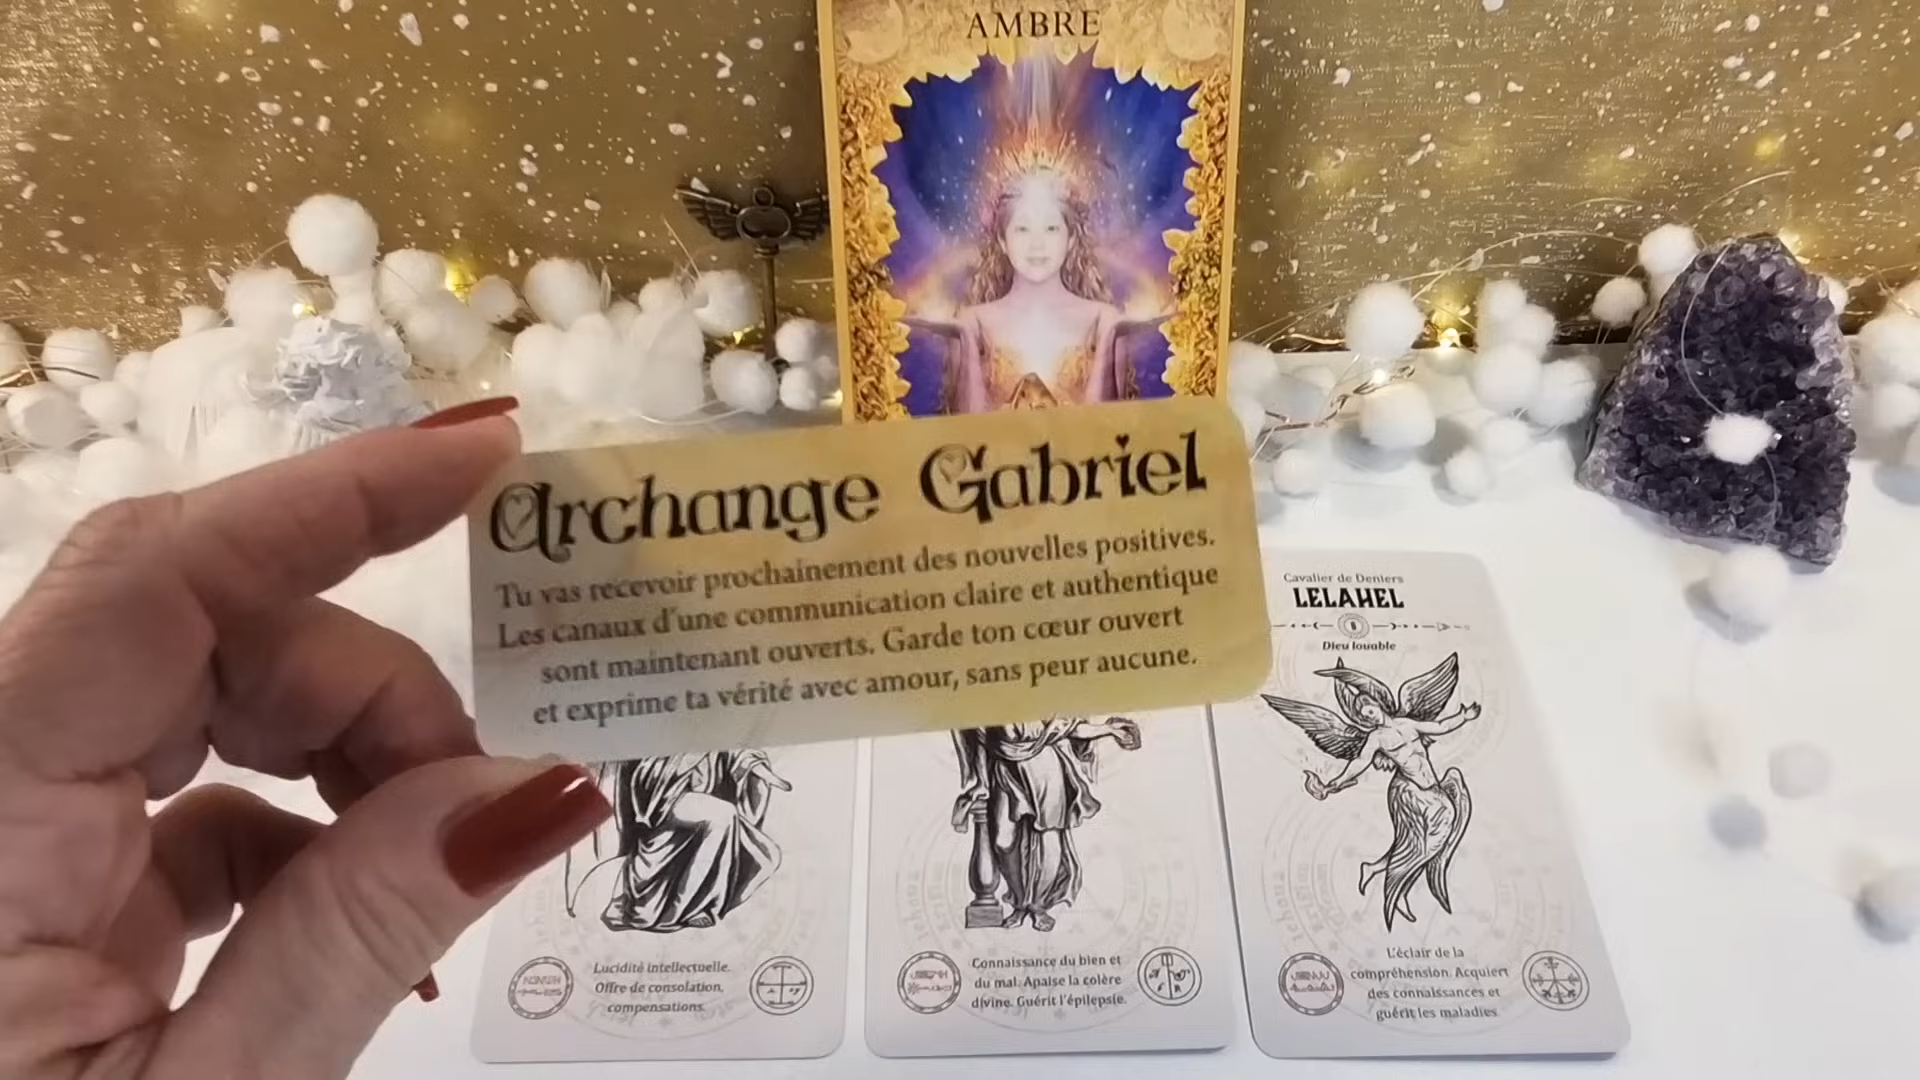 AMBRE
Archange Gabriel
Tu vas recevoir prochainement des nouvelles positives.
Les canaux d'une communication claire et authentique
sont maintenant ouverts. Garde ton cœur ouvert
et exprime ta vérité avec amour, sans peur aucune.
Cavalier de Deniers
LELAHEL
Dieu louable
Lucidité intellectuelle.
Offre de consolation,
compensations.
Connaissance du bien et
du mal. Apaise la colère
divine. Guérit l'épilepsie.
L'éclair de la
compréhension. Acquiert
des connaissances et
guérit les maladies